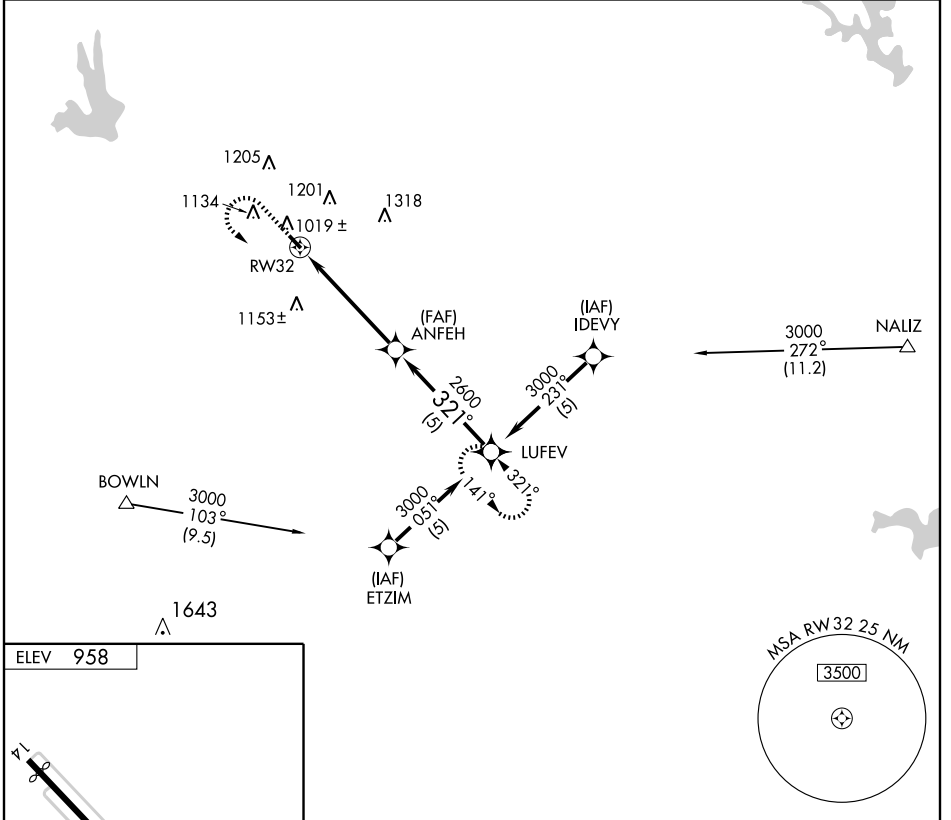 1205
1201
1318
1134
1019 ±
RW32
1153±
(FAF)
ANFEH
(IAF)
IDEVY
NALIZ
3000
272°
(11.2)
2600
321°
(5)
3000
231°
(5)
LUFEV
321°
141°
BOWLN
3000
103°
(9.5)
3000
051°
(5)
(IAF)
ETZIM
1643
ELEV 958
14
MSA RW 32 25 NM
3500